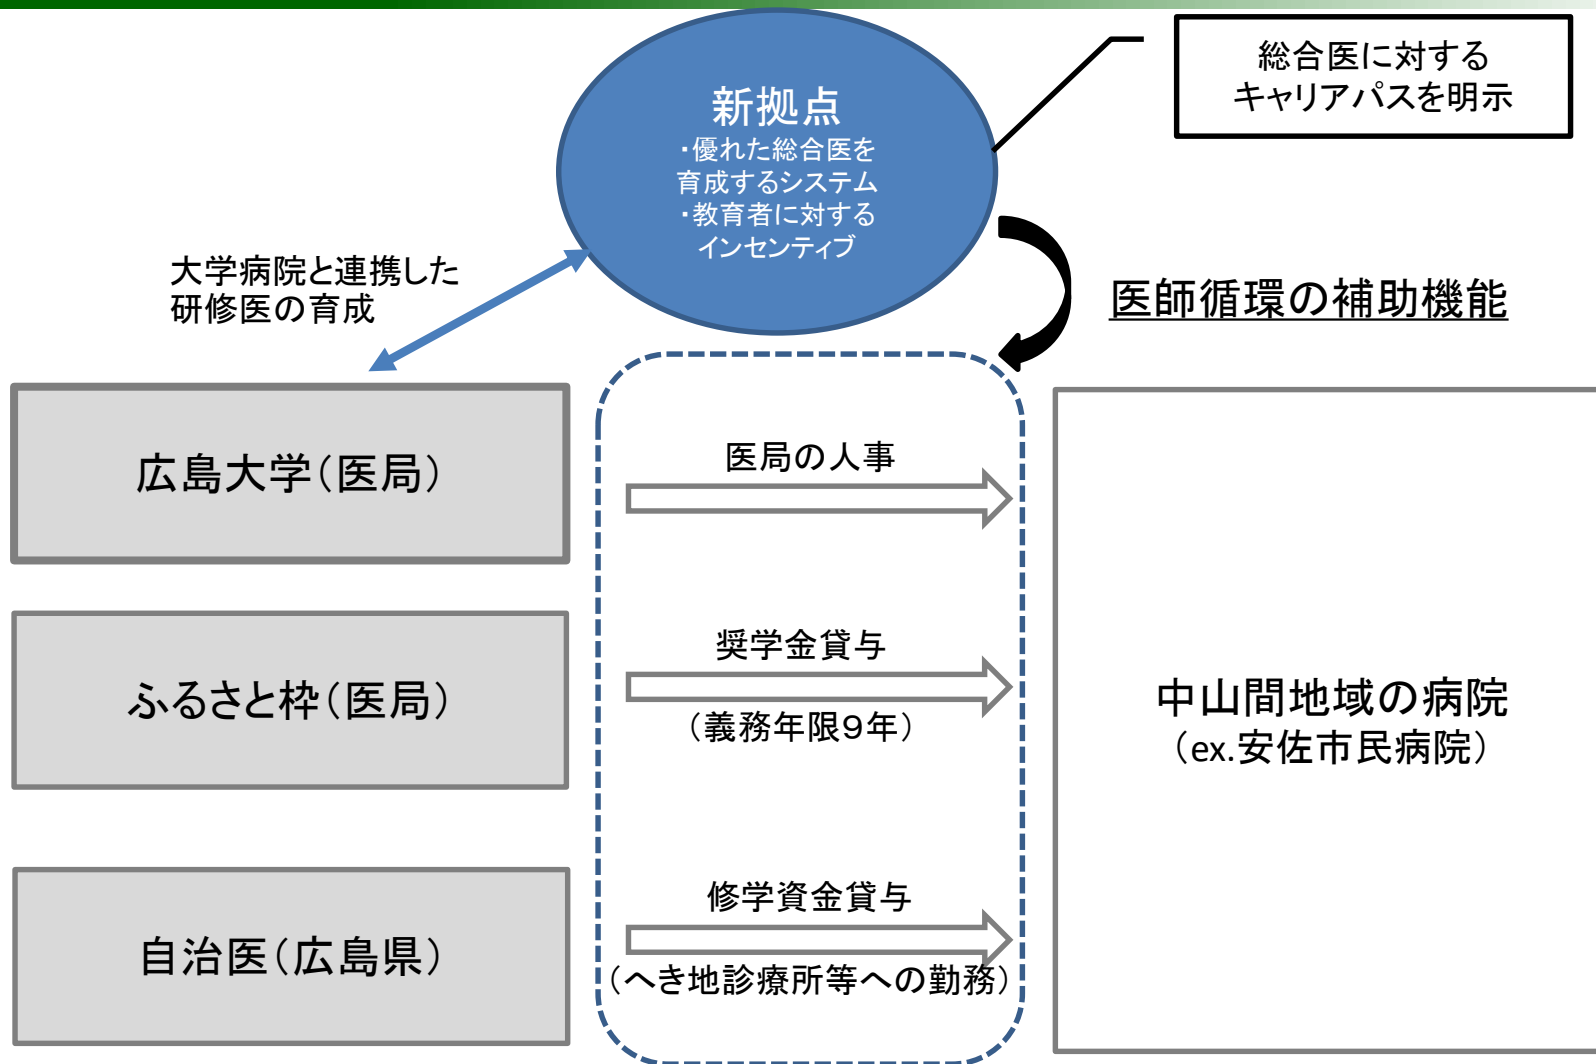 新拠点
・優れた総合医を
育成するシステム
・教育者に対する
インセンティブ
総合医に対する
キャリアパスを明示
大学病院と連携した
研修医の育成
医師循環の補助機能
広島大学（医局）
医局の人事
ふるさと枠（医局）
奨学金貸与
（義務年限９年）
中山間地域の病院
（ex.安佐市民病院）
自治医（広島県）
修学資金貸与
（へき地診療所等への勤務）